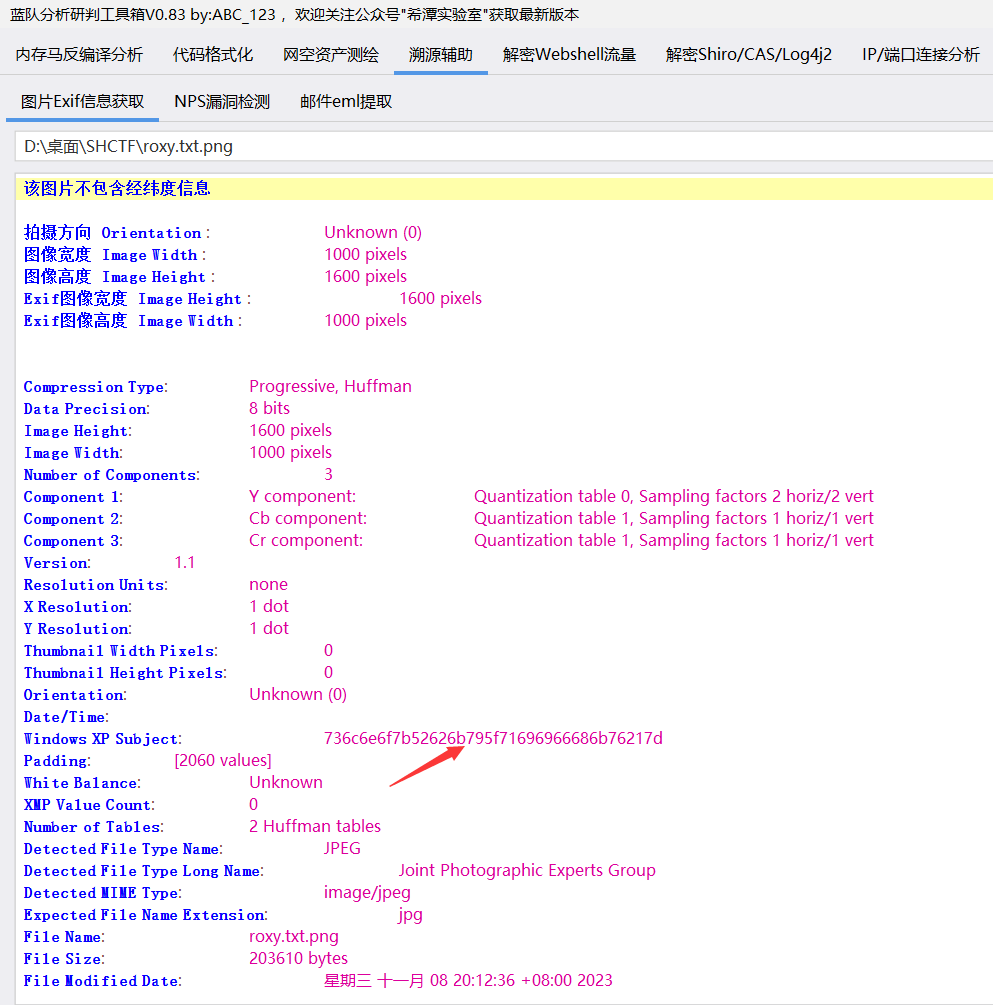 蓝队分析研判工具箱V0.83 by:ABC_123 ，欢迎关注公众号"希潭实验室"获取最新版本
内存马反编译分析 代码格式化 网空资产测绘 溯源辅助 解密Webshell流量 解密Shiro/CAS/Log4j2 IP/端口连接分析
图片Exif信息获取 NPS漏洞检测 邮件eml提取
D:\桌面\SHCTF\roxy.txt.png
该图片不包含经纬度信息
拍摄方向 Orientation : Unknown (0)
图像宽度 Image Width : 1000 pixels
图像高度 Image Height : 1600 pixels
Exif图像宽度 Image Height : 1600 pixels
Exif图像高度 Image Width : 1000 pixels
Compression Type: Progressive, Huffman
Data Precision: 8 bits
Image Height: 1600 pixels
Image Width: 1000 pixels
Number of Components: 3
Component 1: Y component: Quantization table 0, Sampling factors 2 horiz/2 vert
Component 2: Cb component: Quantization table 1, Sampling factors 1 horiz/1 vert
Component 3: Cr component: Quantization table 1, Sampling factors 1 horiz/1 vert
Version: 1.1
Resolution Units: none
X Resolution: 1 dot
Y Resolution: 1 dot
Thumbnail Width Pixels: 0
Thumbnail Height Pixels: 0
Orientation: Unknown (0)
Date/Time:
Windows XP Subject: 736c6e6f7b52626b795f71696966686b76217d
Padding: [2060 values]
White Balance: Unknown
XMP Value Count: 0
Number of Tables: 2 Huffman tables
Detected File Type Name: JPEG
Detected File Type Long Name: Joint Photographic Experts Group
Detected MIME Type: image/jpeg
Expected File Name Extension: jpg
File Name: roxy.txt.png
File Size: 203610 bytes
File Modified Date: 星期三 十一月 08 20:12:36 +08:00 2023